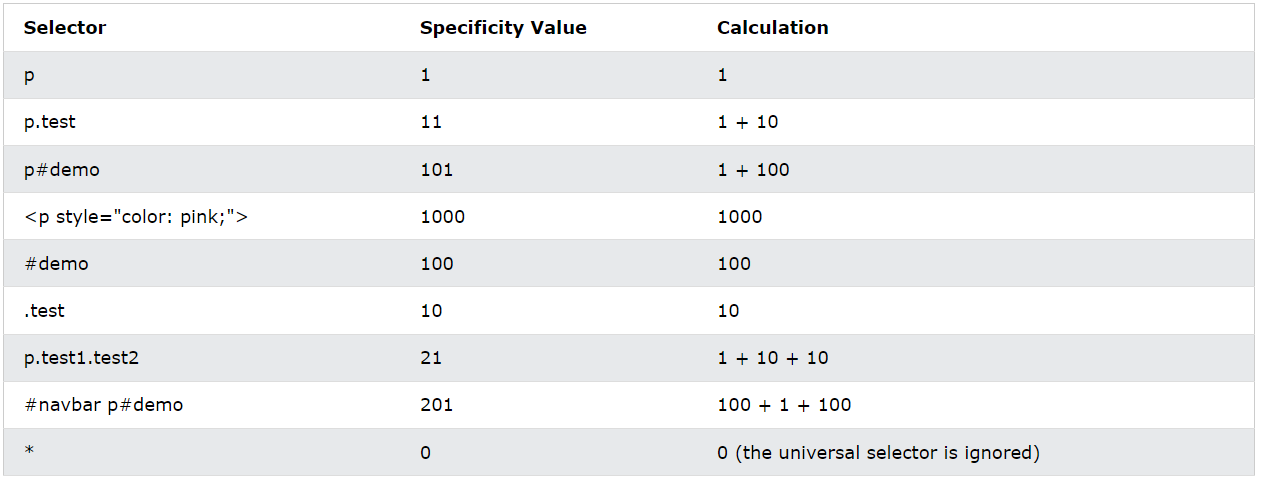 Selector Specificity Value Calculation
p 1 1
p.test 11 1 + 10
p#demo 101 1 + 100
<p style="color: pink;"> 1000 1000
#demo 100 100
.test 10 10
p.test1.test2 21 1 + 10 + 10
#navbar p#demo 201 100 + 1 + 100
* 0 0 (the universal selector is ignored)